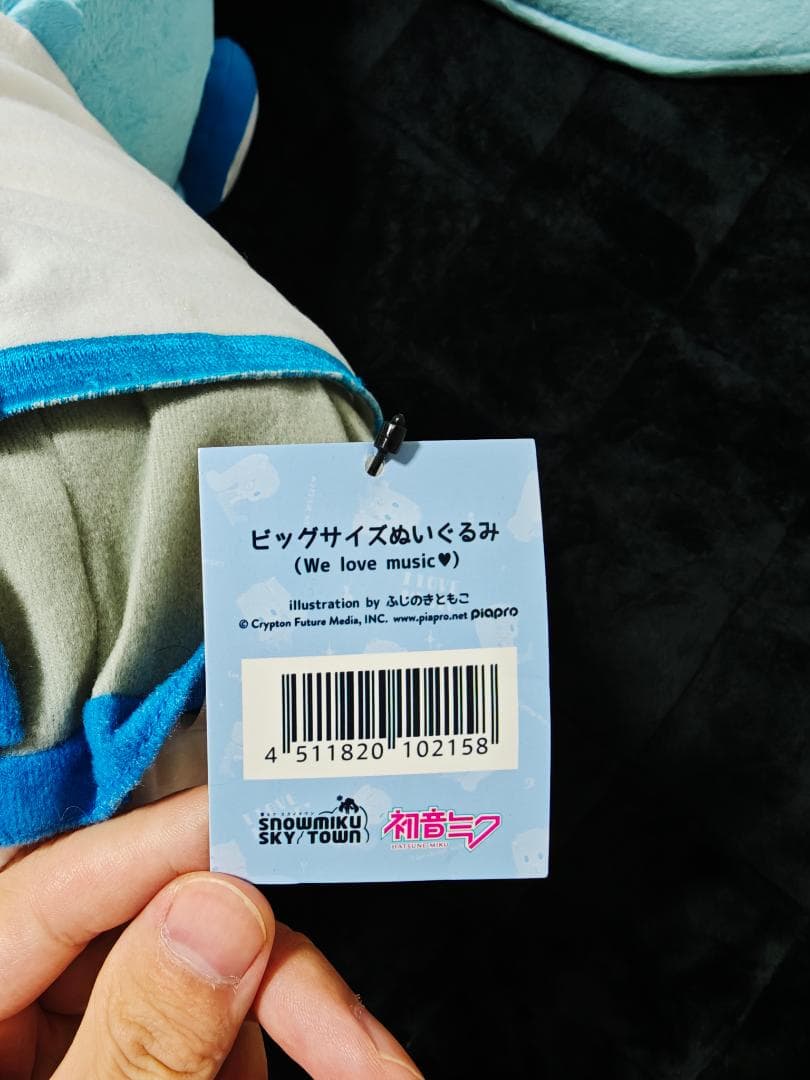 ビッグサイズぬいぐるみ
(We love music♥)
illustration by ふじのきともこ
© Crypton Future Media, INC. www.piapro.net piapro
4 511820 102158
SNOWMIKU
SKY TOWN
初音ミク
HATSUNE MIKU